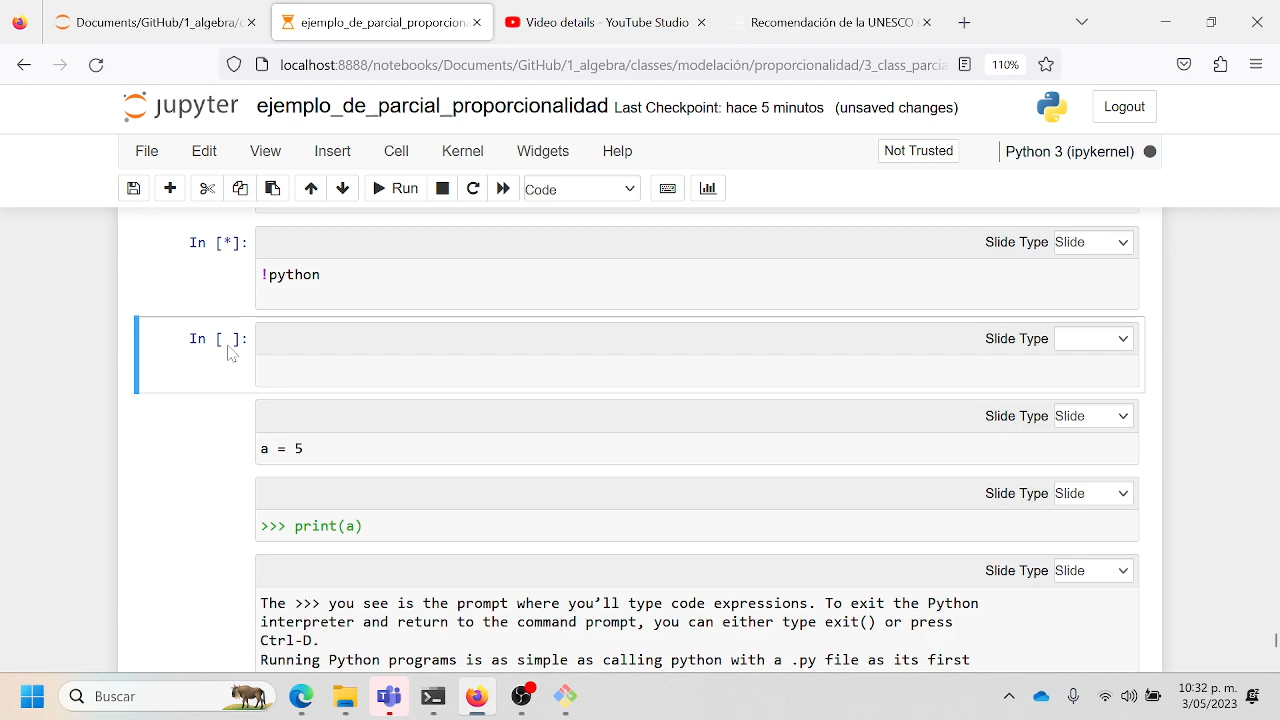 Documents/GitHub/1_algebra/c
ejemplo_de_parcial_proporcion
Video details - YouTube Studio
Recomendación de la UNESCO
localhost:8888/notebooks/Documents/GitHub/1_algebra/classes/modelación/proporcionalidad/3_class_parcia
110%
jupyter
ejemplo_de_parcial_proporcionalidad Last Checkpoint: hace 5 minutos (unsaved changes)
Logout
File Edit View Insert Cell Kernel Widgets Help
Not Trusted
Python 3 (ipykernel)
Run
Code
In [*]:
Slide Type Slide
!python
In [ ]:
Slide Type
Slide Type Slide
a = 5
Slide Type Slide
>>> print(a)
Slide Type Slide
The >>> you see is the prompt where you’ll type code expressions. To exit the Python
interpreter and return to the command prompt, you can either type exit() or press
Ctrl-D.
Running Python programs is as simple as calling python with a .py file as its first
Buscar
10:32 p. m.
3/05/2023